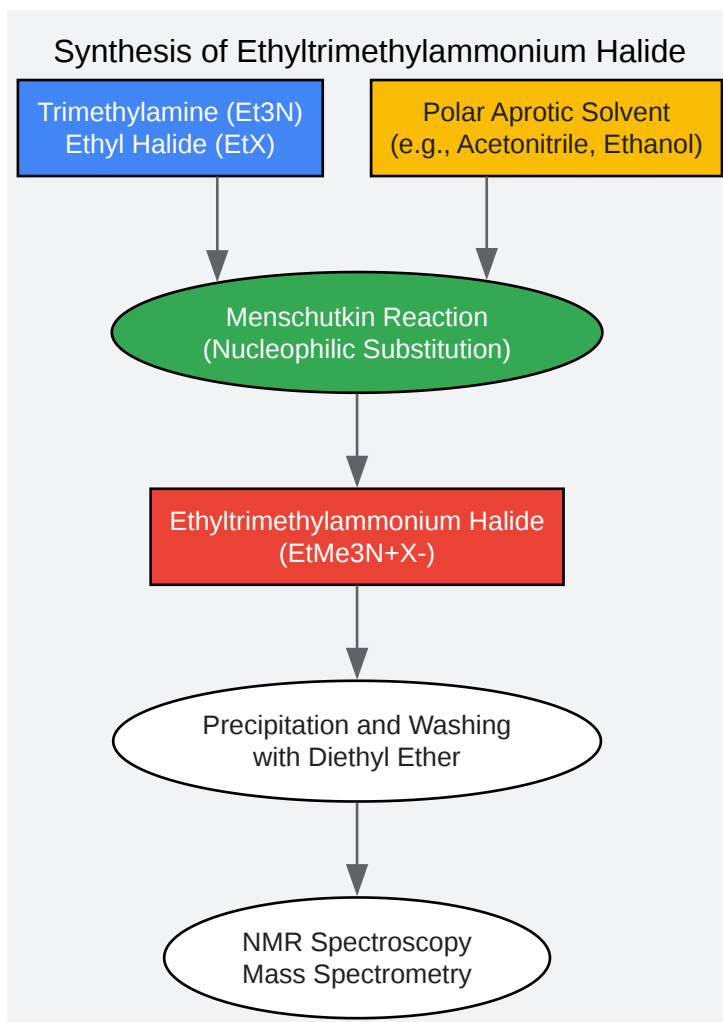 Synthesis of Ethyltrimethylammonium Halide
Trimethylamine (Et3N)
Ethyl Halide (EtX)
Polar Aprotic Solvent
(e.g., Acetonitrile, Ethanol)
Menschutkin Reaction
(Nucleophilic Substitution)
Ethyltrimethylammonium Halide
(EtMe3N+X-)
Precipitation and Washing
with Diethyl Ether
NMR Spectroscopy
Mass Spectrometry